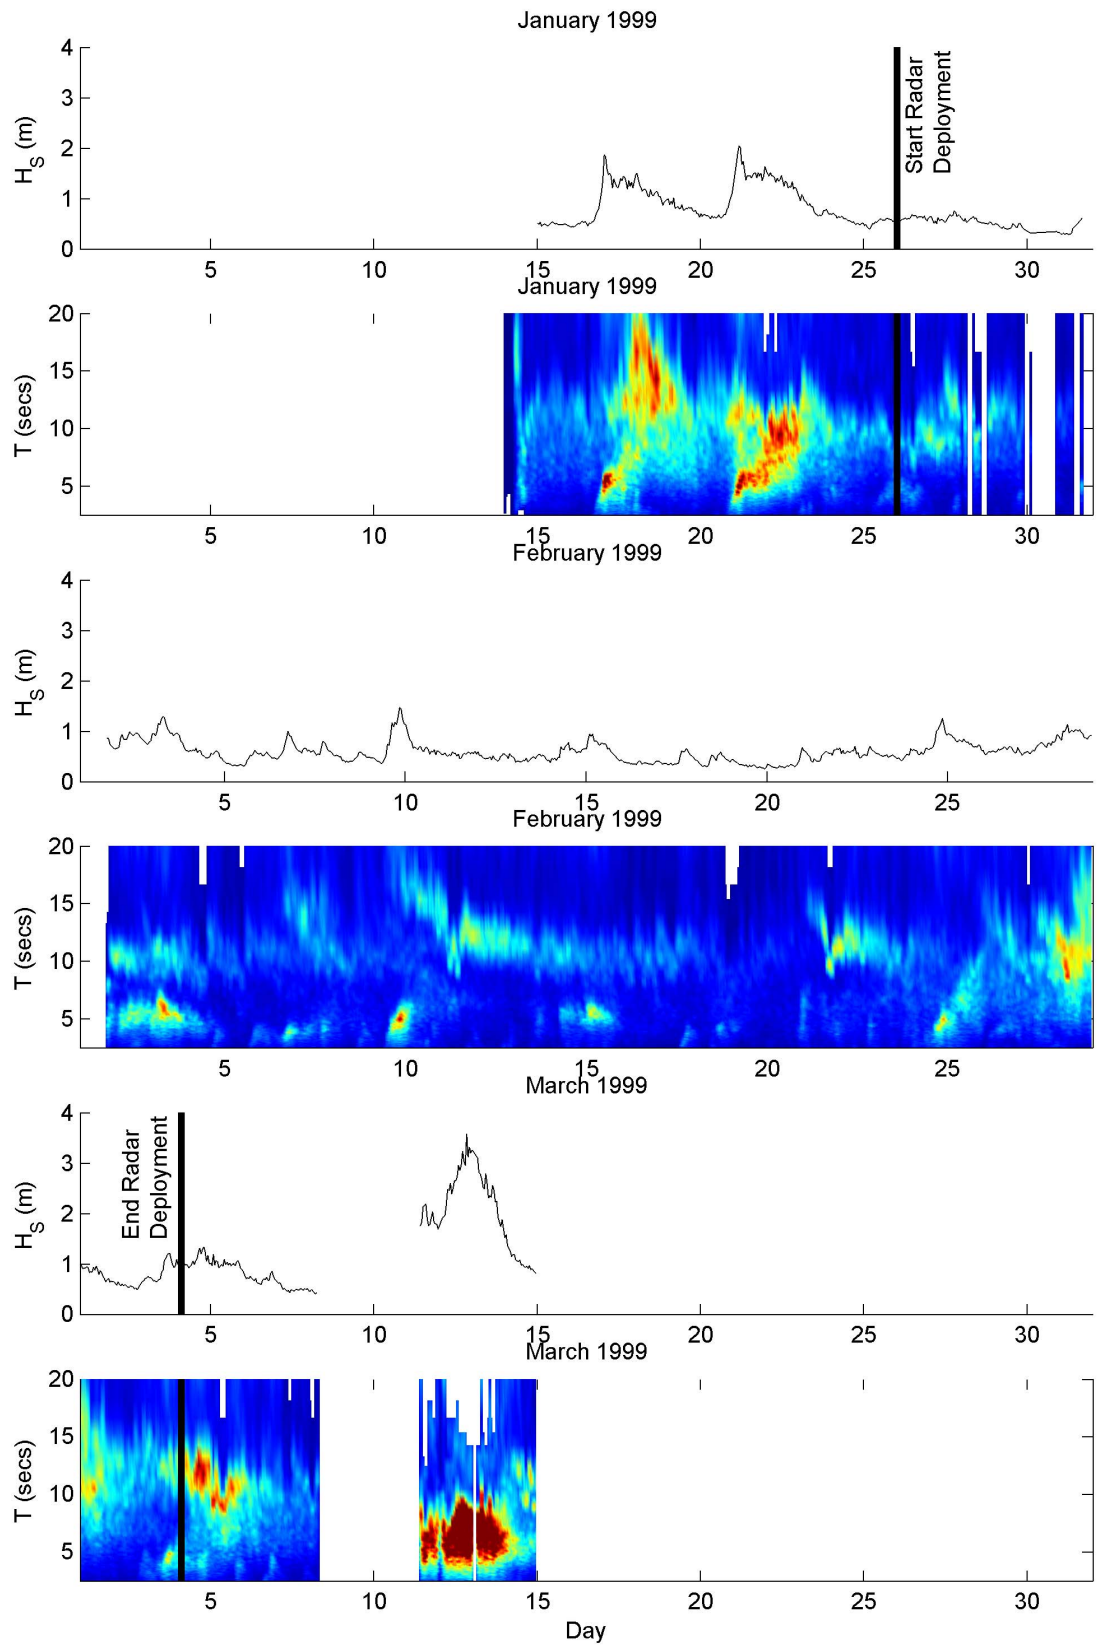 January 1999
4
3
2
1
0
H_S (m)
Start Radar
Deployment
5 10 15 20 25 30
January 1999
20
15
10
5
T (secs)
5 10 15 20 25 30
February 1999
4
3
2
1
0
H_S (m)
5 10 15 20 25
February 1999
20
15
10
5
T (secs)
5 10 15 20 25
March 1999
4
3
2
1
0
H_S (m)
End Radar
Deployment
5 10 15 20 25 30
March 1999
20
15
10
5
T (secs)
5 10 15 20 25 30
Day